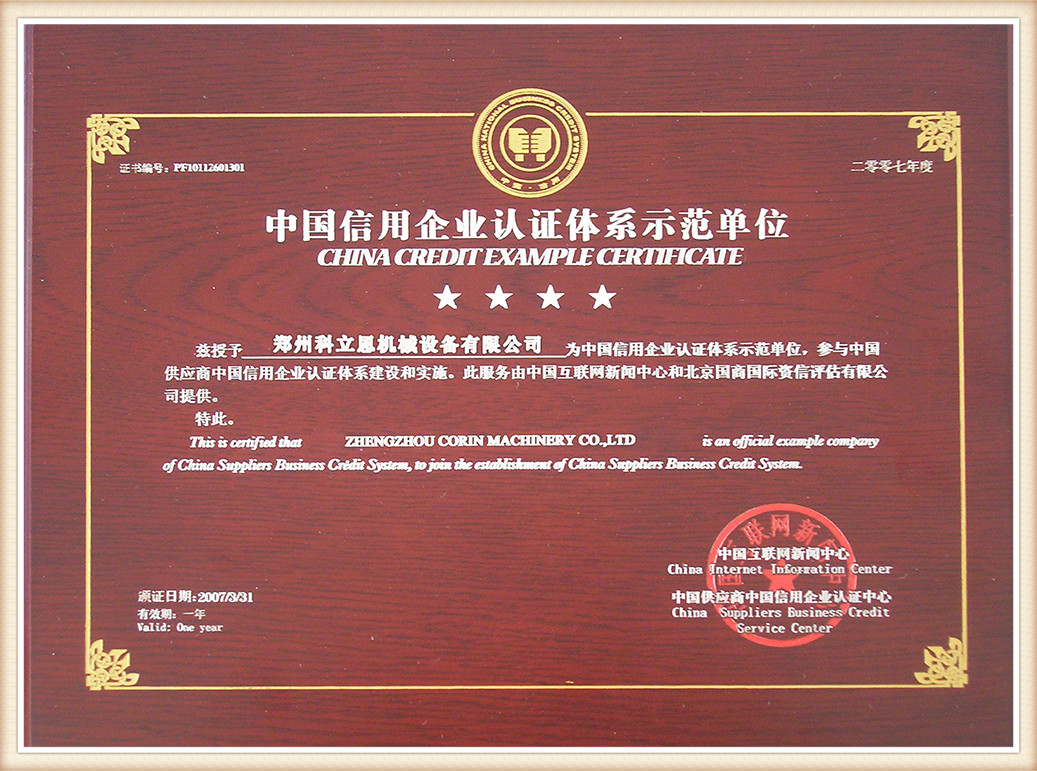 CHINA NATIONAL BUSINESS CREDIT SYSTEM
证书编号：PF10112601301
二零零七年度
中国信用企业认证体系示范单位
CHINA CREDIT EXAMPLE CERTIFICATE
兹授予 郑州科立恩机械设备有限公司 为中国信用企业认证体系示范单位，参与中国
供应商中国信用企业认证体系建设和实施。此服务由中国互联网新闻中心和北京国商国际资信评估有限公
司提供。
特此。
This is certified that ZHENGZHOU CORIN MACHINERY CO.,LTD is an official example company
of China Suppliers Business Crédit System, to join the establishment of China Suppliers Business Credit System.
中国互联网新闻中心
China Internet Information Center
中国供应商中国信用企业认证中心
China Suppliers Business Credit
Service Center
颁证日期：2007/3/31
有效期：一年
Valid: One year